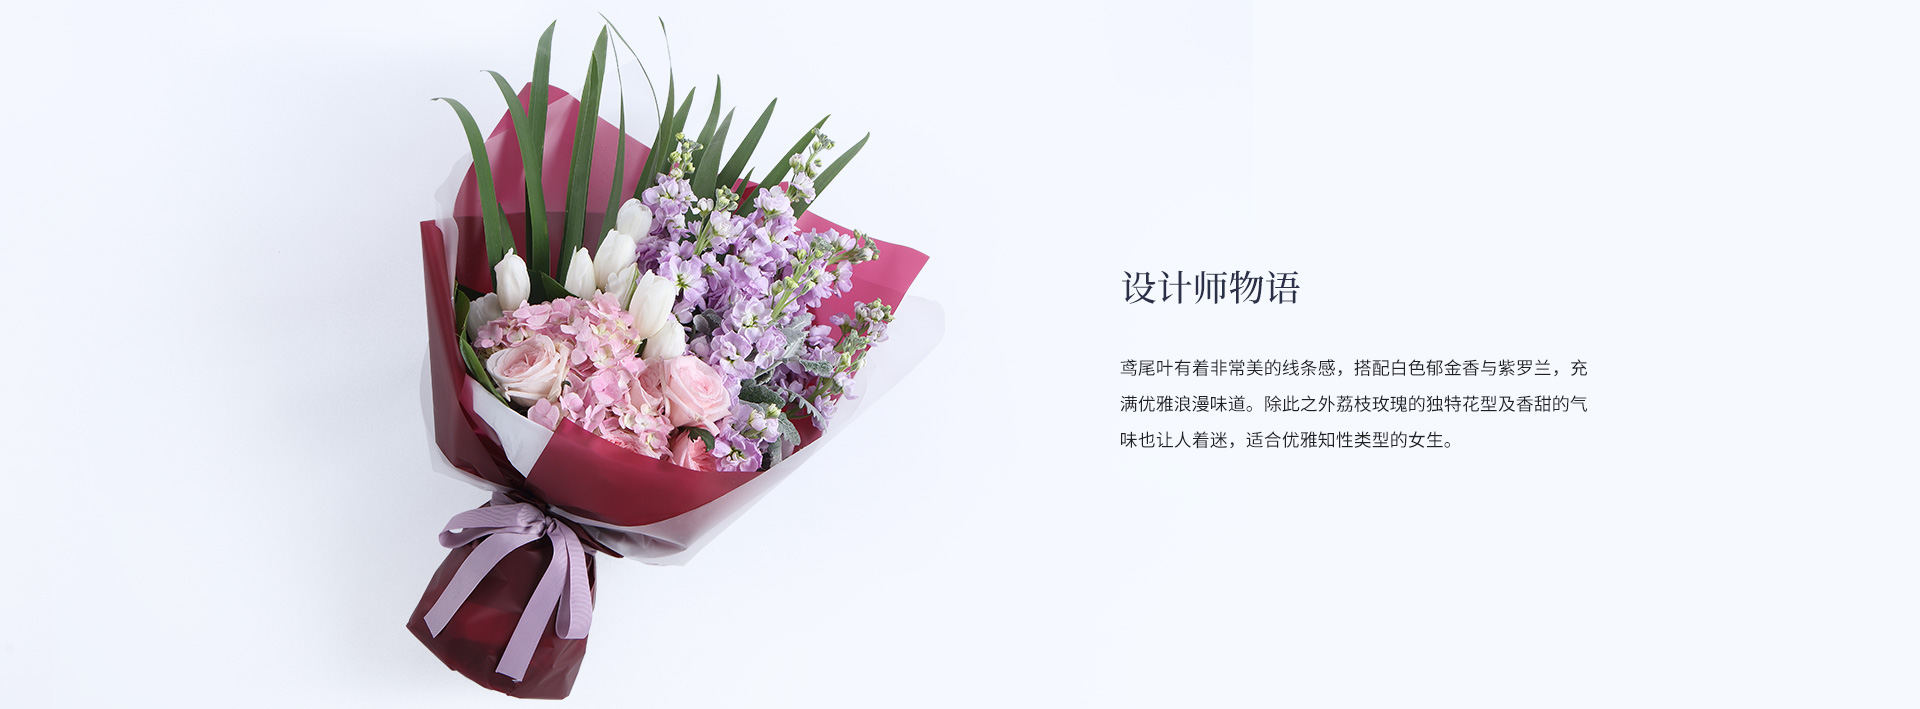 设计师物语
鸢尾叶有着非常美的线条感，搭配白色郁金香与紫罗兰，充
满优雅浪漫味道。除此之外荔枝玫瑰的独特花型及香甜的气
味也让人着迷，适合优雅知性类型的女生。